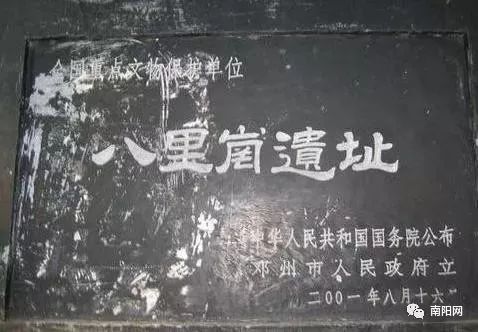 全国重点文物保护单位
八里岗遺址
中华人民共和国国务院公布
邓州市人民政府立
二〇〇一年八月十六
南阳网